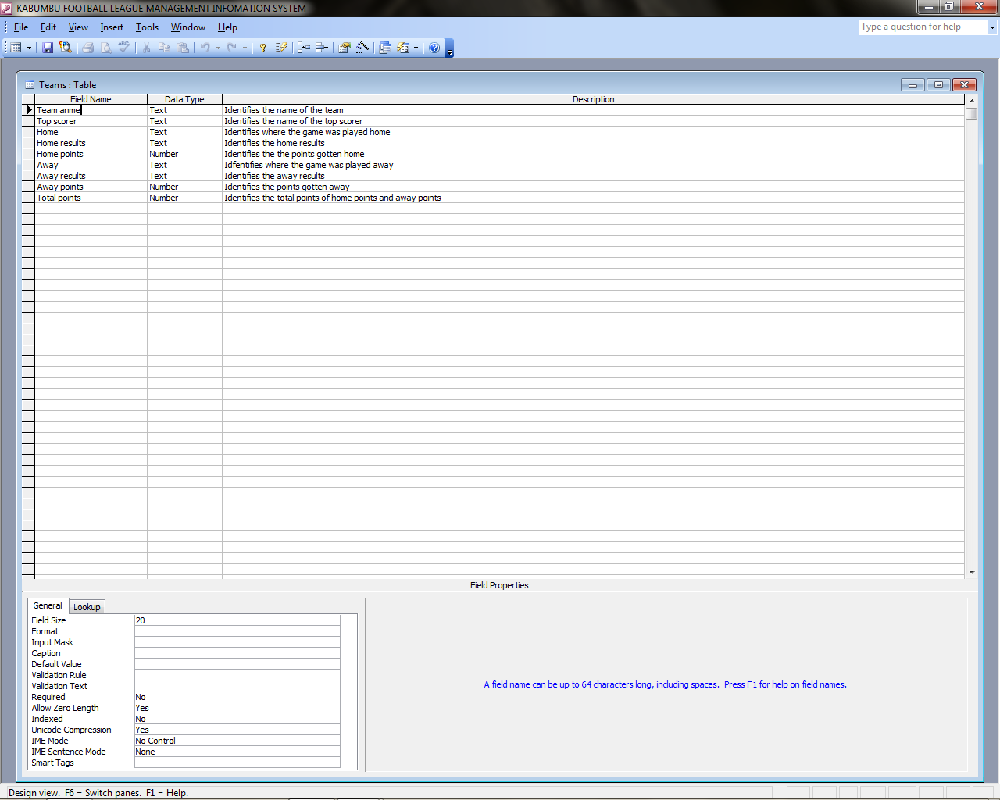 KABUMBU FOOTBALL LEAGUE MANAGEMENT INFOMATION SYSTEM
File Edit View Insert Tools Window Help
Type a question for help
Teams : Table
Field Name Data Type Description
Team anme Text Identifies the name of the team
Top scorer Text Identifies the name of the top scorer
Home Text Identifies where the game was played home
Home results Text Identifies the home results
Home points Number Identifies the the points gotten home
Away Text Idfentifies where the game was played away
Away results Text Identifies the away results
Away points Number Identifies the points gotten away
Total points Number Identifies the total points of home points and away points
Field Properties
General Lookup
Field Size 20
Format
Input Mask
Caption
Default Value
Validation Rule
Validation Text
Required No
Allow Zero Length Yes
Indexed No
Unicode Compression Yes
IME Mode No Control
IME Sentence Mode None
Smart Tags
A field name can be up to 64 characters long, including spaces. Press F1 for help on field names.
Design view. F6 = Switch panes. F1 = Help.